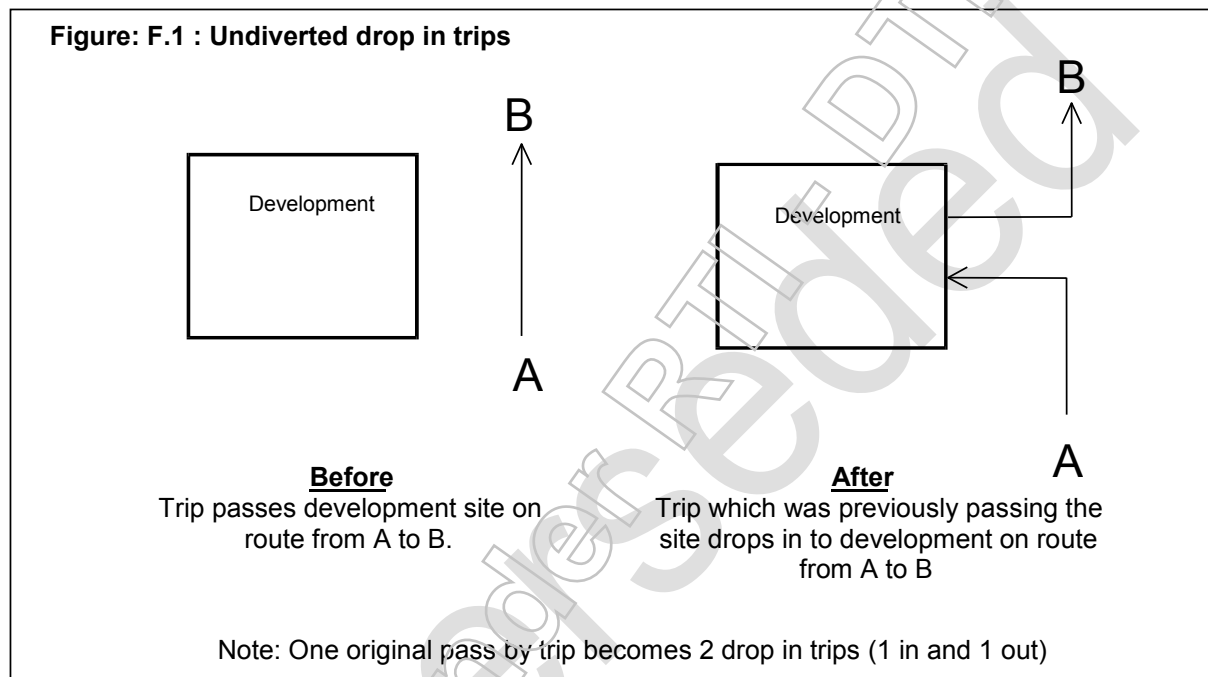 Figure: F.1 : Undiverted drop in trips
B
Development
A
B
Development
A
Before
Trip passes development site on
route from A to B.
After
Trip which was previously passing the
site drops in to development on route
from A to B
Note: One original pass by trip becomes 2 drop in trips (1 in and 1 out)